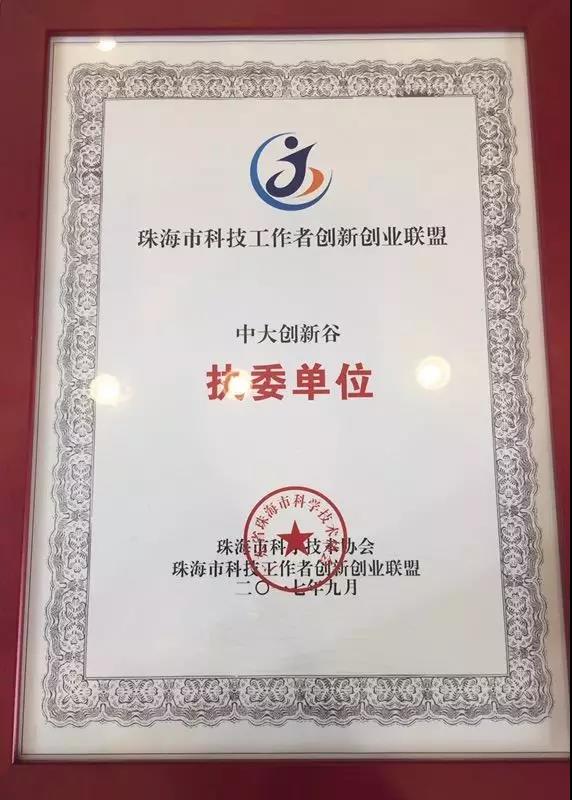 珠海市科技工作者创新创业联盟
中大创新谷
执委单位
省珠海市科学技术
珠海市科学技术协会
珠海市科技工作者创新创业联盟
二〇一七年九月